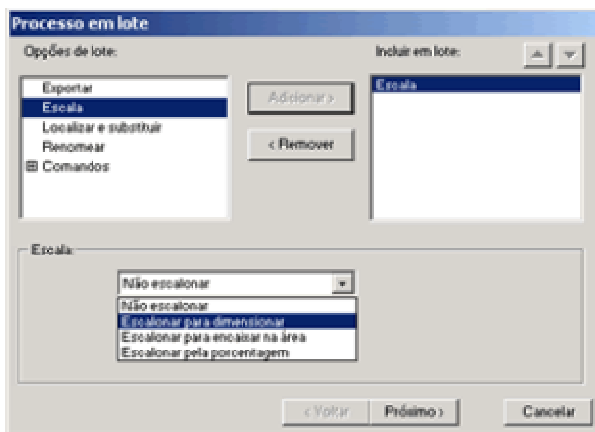 Processo em lote
Opções de lote:
Incluir em lote:
Exportar
Escala
Localizar e substituir
Renomear
Comandos
Adicionar >
< Remover
Escala
Escala:
Não escalonar
Não escalonar
Escalonar para dimensionar
Escalonar para encaixar na área
Escalonar pela porcentagem
< Voltar
Próximo >
Cancelar